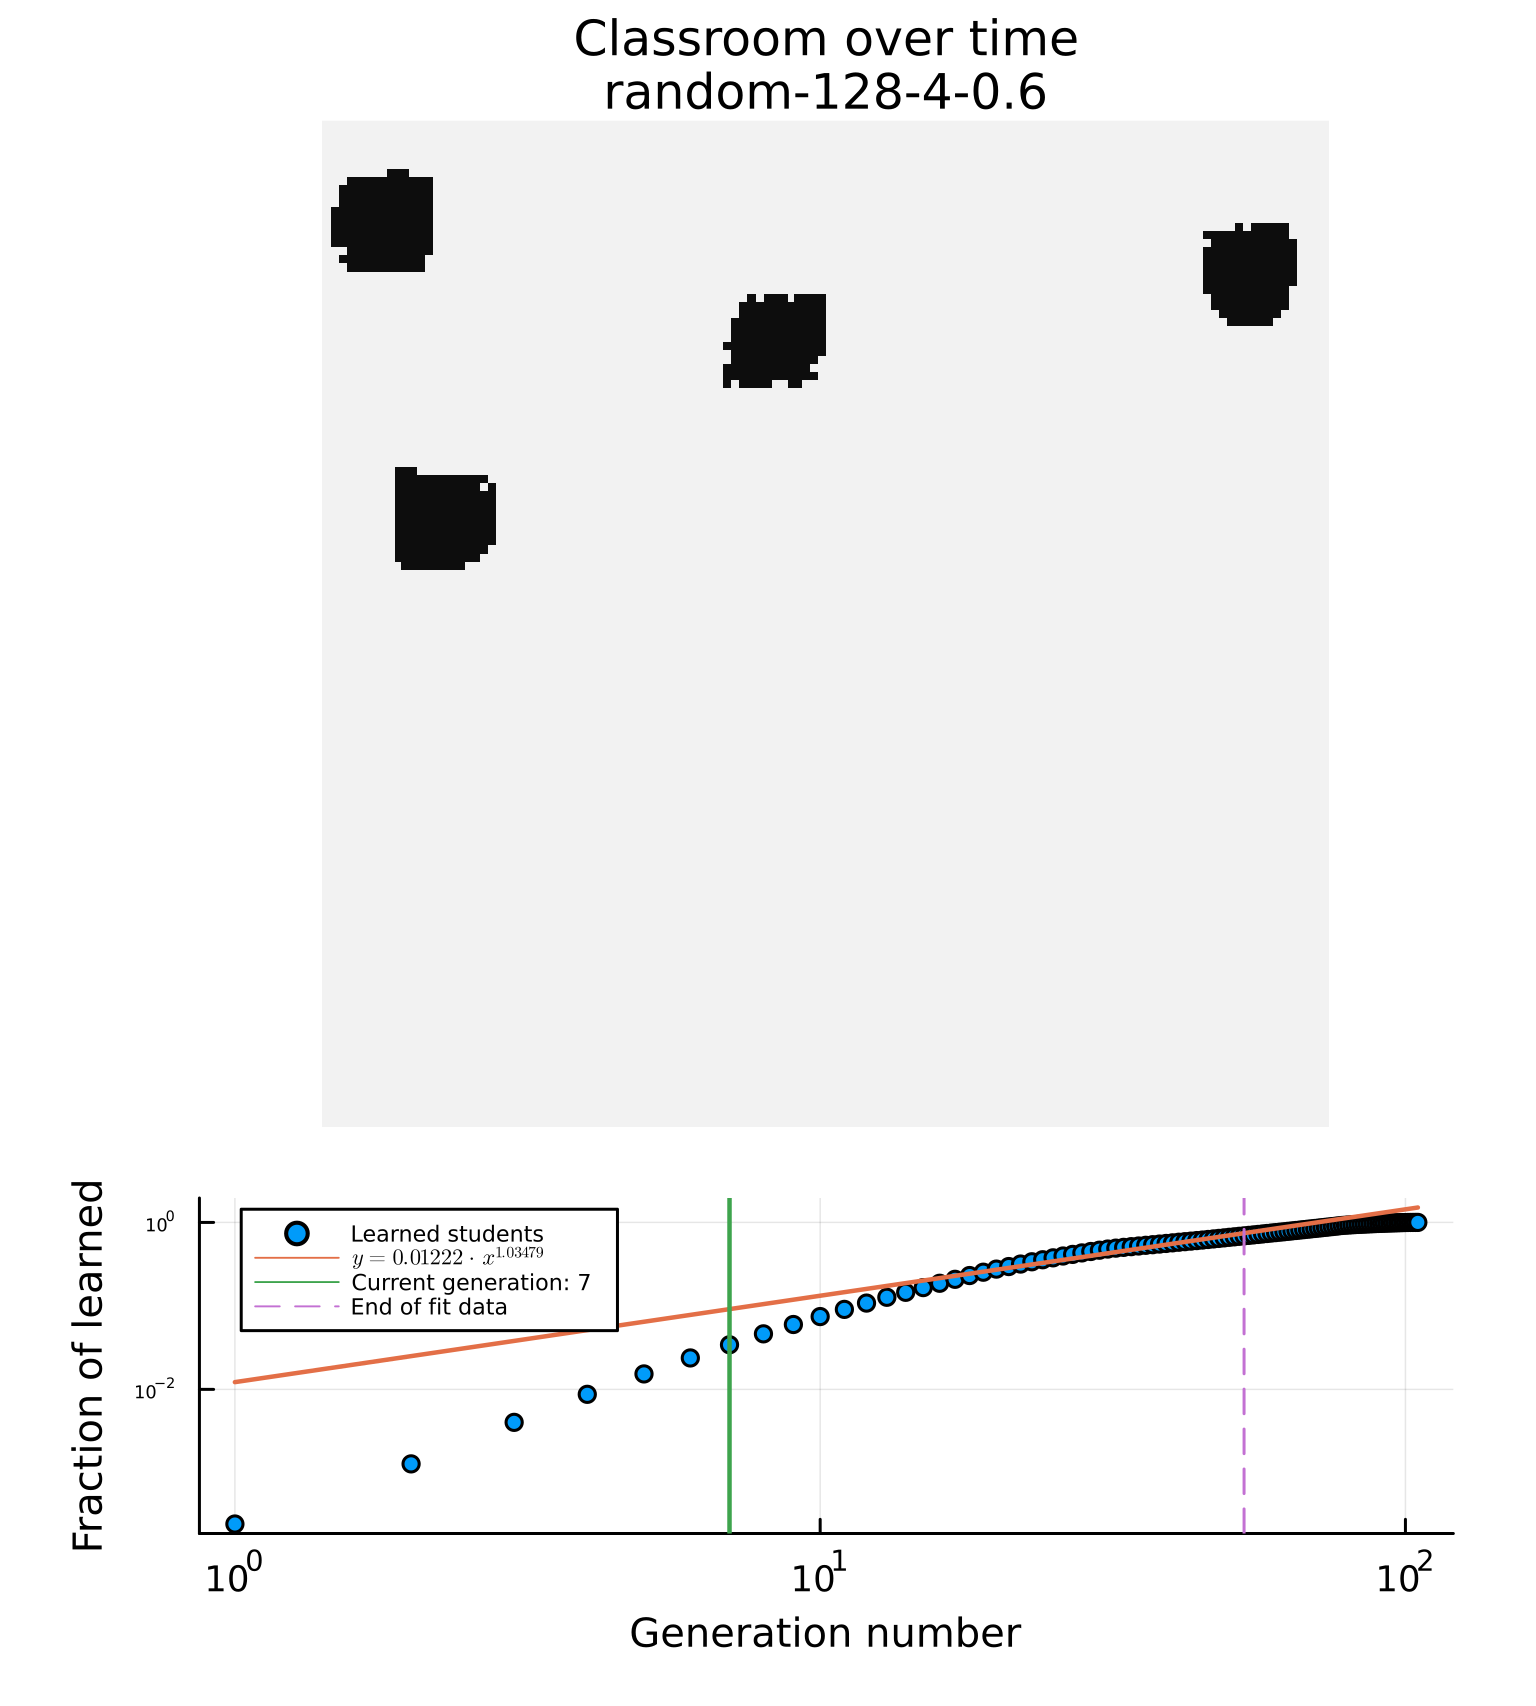 Classroom over time
random-128-4-0.6
Fraction of learned
10^0
10^−2
Learned students
y = 0.01222 · x^1.03479
Current generation: 7
End of fit data
10^0
10^1
10^2
Generation number